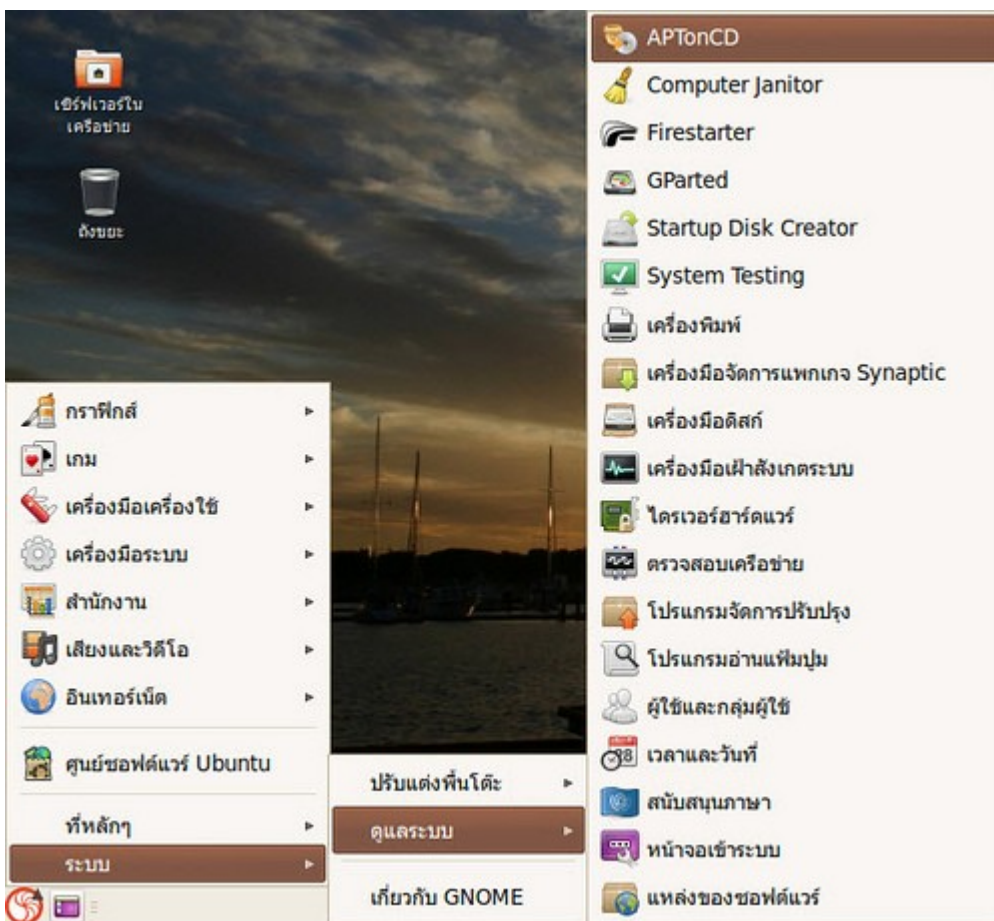 เซิร์ฟเวอร์ใน
เครือข่าย
ถังขยะ
กราฟิกส์
เกม
เครื่องมือเครื่องใช้
เครื่องมือระบบ
สำนักงาน
เสียงและวิดีโอ
อินเทอร์เน็ต
ศูนย์ซอฟต์แวร์ Ubuntu
ที่หลักๆ
ระบบ
ปรับแต่งพื้นโต๊ะ
ดูแลระบบ
เกี่ยวกับ GNOME
APTonCD
Computer Janitor
Firestarter
GParted
Startup Disk Creator
System Testing
เครื่องพิมพ์
เครื่องมือจัดการแพกเกจ Synaptic
เครื่องมือดิสก์
เครื่องมือเฝ้าสังเกตระบบ
ไดรเวอร์ฮาร์ดแวร์
ตรวจสอบเครือข่าย
โปรแกรมจัดการปรับปรุง
โปรแกรมอ่านแฟ้มปูม
ผู้ใช้และกลุ่มผู้ใช้
เวลาและวันที่
สนับสนุนภาษา
หน้าจอเข้าระบบ
แหล่งของซอฟต์แวร์